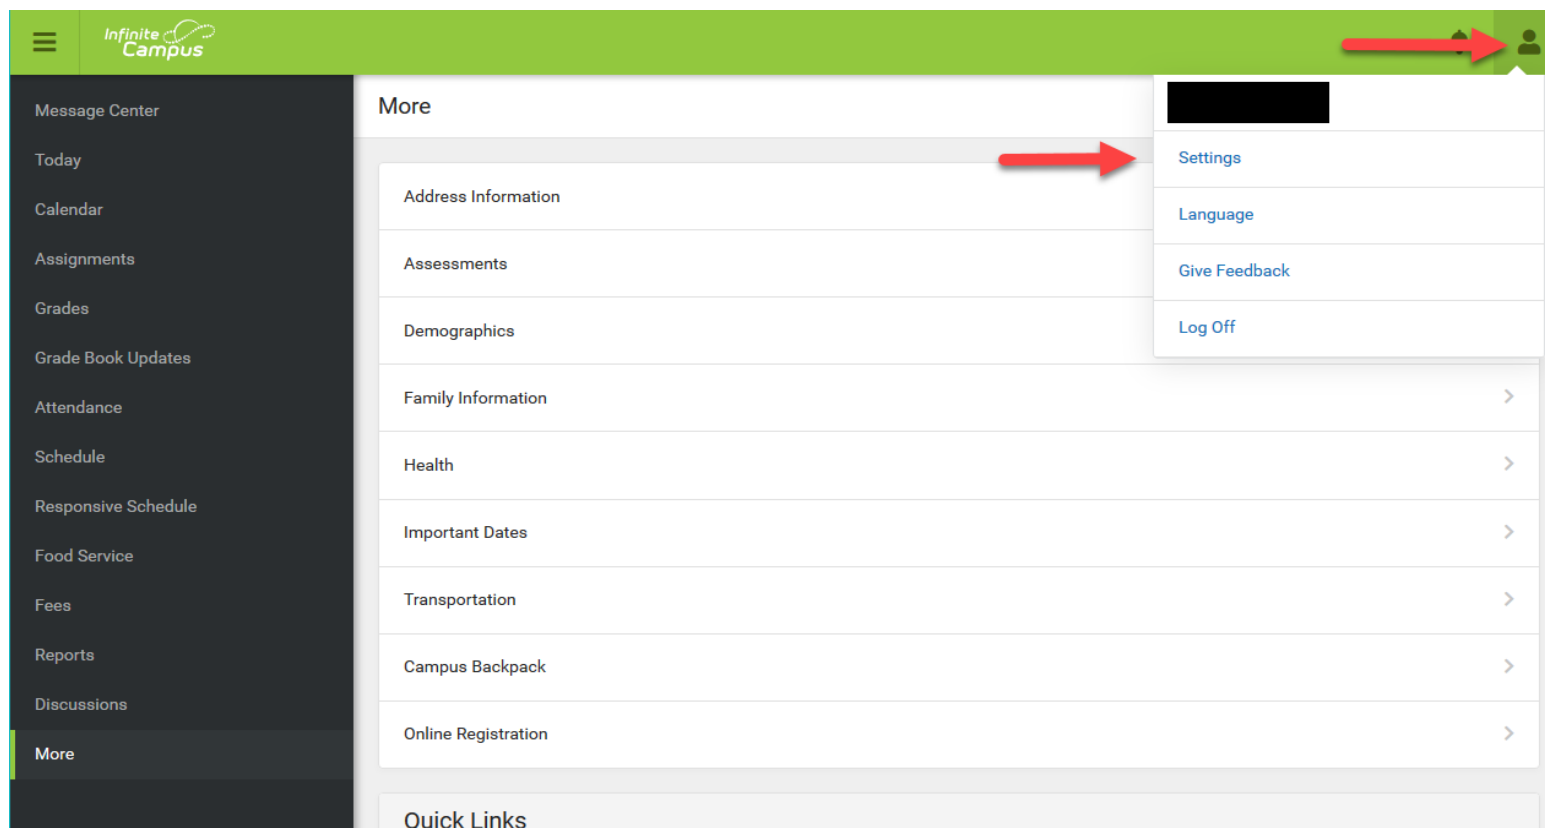 Infinite
Campus
Message Center
Today
Calendar
Assignments
Grades
Grade Book Updates
Attendance
Schedule
Responsive Schedule
Food Service
Fees
Reports
Discussions
More
More
Address Information
Assessments
Demographics
Family Information
Health
Important Dates
Transportation
Campus Backpack
Online Registration
Quick Links
Settings
Language
Give Feedback
Log Off